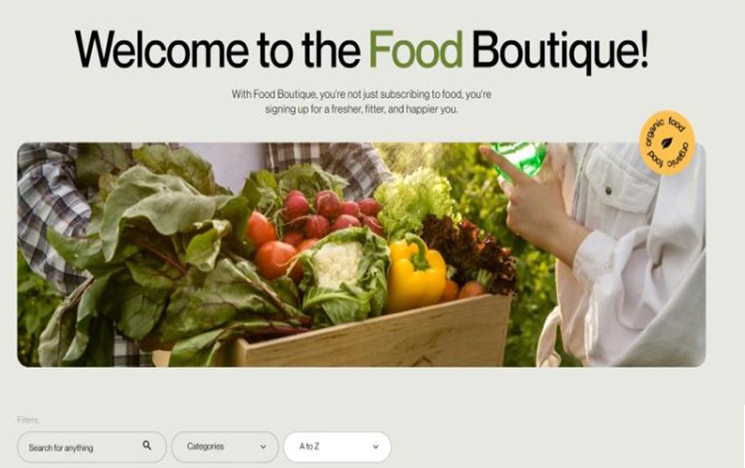 Welcome to the Food Boutique!
With Food Boutique, you're not just subscribing to food, you're
signing up for a fresher, fitter, and happier you.
organic food organic food
Filters:
Search for anything
Categories
A to Z